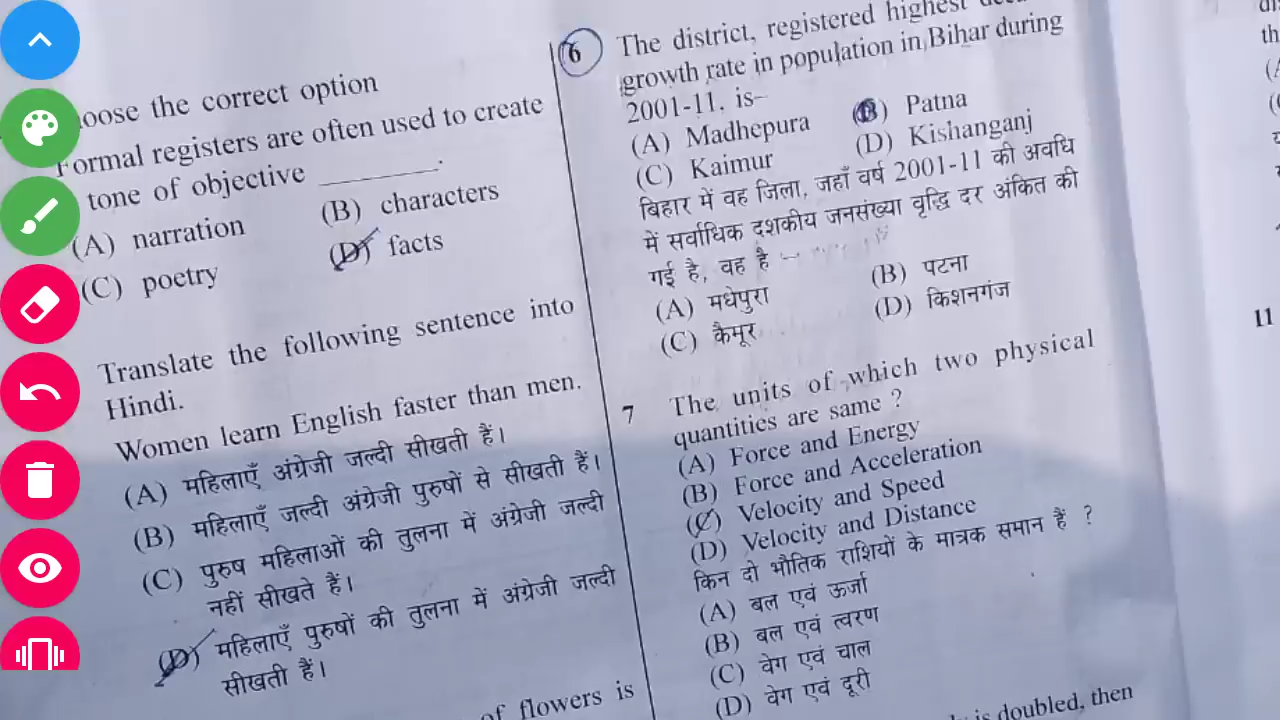 oose the correct option
Formal registers are often used to create
tone of objective ________.
(A) narration
(B) characters
(C) poetry
(D) facts
Translate the following sentence into
Hindi.
Women learn English faster than men.
(A) महिलाएँ अंग्रेजी जल्दी सीखती हैं।
(B) महिलाएँ जल्दी अंग्रेजी पुरुषों से सीखती हैं।
(C) पुरुष महिलाओं की तुलना में अंग्रेजी जल्दी
नहीं सीखते हैं।
(D) महिलाएँ पुरुषों की तुलना में अंग्रेजी जल्दी
सीखती हैं।
of flowers is
6 The district, registered highest
growth rate in population in Bihar during
2001-11, is–
(A) Madhepura
(B) Patna
(C) Kaimur
(D) Kishanganj
बिहार में वह जिला, जहाँ वर्ष 2001-11 की अवधि
में सर्वाधिक दशकीय जनसंख्या वृद्धि दर अंकित की
गई है, वह है –
(A) मधेपुरा
(B) पटना
(C) कैमूर
(D) किशनगंज
7 The units of which two physical
quantities are same ?
(A) Force and Energy
(B) Force and Acceleration
(C) Velocity and Speed
(D) Velocity and Distance
किन दो भौतिक राशियों के मात्रक समान हैं ?
(A) बल एवं ऊर्जा
(B) बल एवं त्वरण
(C) वेग एवं चाल
(D) वेग एवं दूरी
is doubled, then
th
11